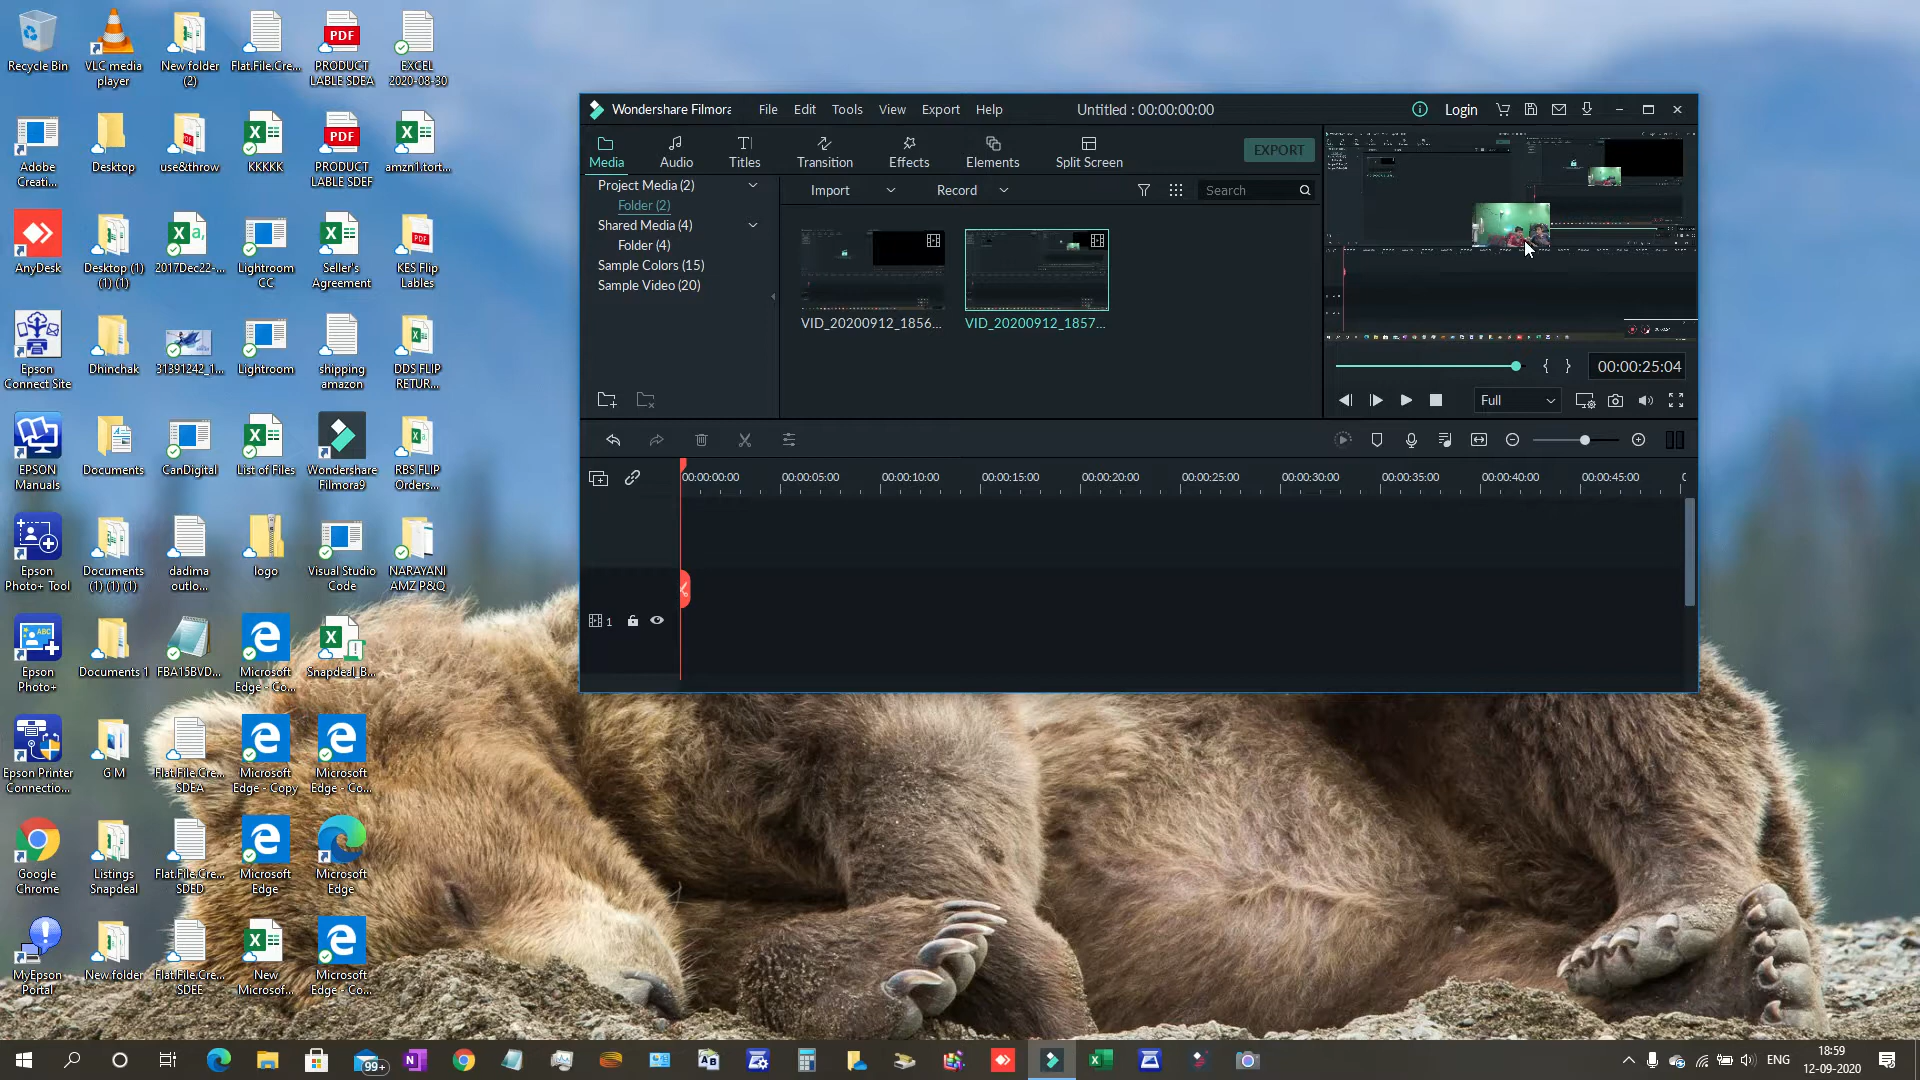 Recycle Bin
VLC media
player
New folder
(2)
Flat.File.Cre...
PDF
PRODUCT
LABLE SDEA
EXCEL
2020-08-30
Adobe
Creati...
Desktop
use&throw
KKKKK
PDF
PRODUCT
LABLE SDEF
amzn1.tort...
AnyDesk
Desktop (1)
(1) (1)
2017Dec22-...
Lightroom
CC
Seller's
Agreement
KES Flip
Lables
Epson
Connect Site
Dhinchak
31391242_1...
Lightroom
shipping
amazon
DDS FLIP
RETUR...
EPSON
Manuals
Documents
CanDigital
List of Files
Wondershare
Filmora9
RBS FLIP
Orders...
Epson
Photo+ Tool
Documents
(1) (1) (1)
dadima
outlo...
logo
Visual Studio
Code
NARAYANI
AMZ P&Q
Epson
Photo+
Documents 1
FBA15BVD...
Microsoft
Edge - Co...
Snapdeal_B...
Epson Printer
Connectio...
G M
Flat.File.Cre...
SDEA
Microsoft
Edge - Copy
Microsoft
Edge - Co...
Google
Chrome
Listings
Snapdeal
Flat.File.Cre...
SDED
Microsoft
Edge
Microsoft
Edge
MyEpson
Portal
New folder
Flat.File.Cre...
SDEE
New
Microsof...
Microsoft
Edge - Co...
Wondershare Filmora
File Edit Tools View Export Help
Untitled : 00:00:00:00
Login
Media Audio Titles Transition Effects Elements Split Screen
EXPORT
Project Media (2)
Folder (2)
Shared Media (4)
Folder (4)
Sample Colors (15)
Sample Video (20)
Import Record Search
VID_20200912_1856...
VID_20200912_1857...
00:00:25:04
Full
00:00:00:00 00:00:05:00 00:00:10:00 00:00:15:00 00:00:20:00 00:00:25:00 00:00:30:00 00:00:35:00 00:00:40:00 00:00:45:00
1
99+
ENG
18:59
12-09-2020